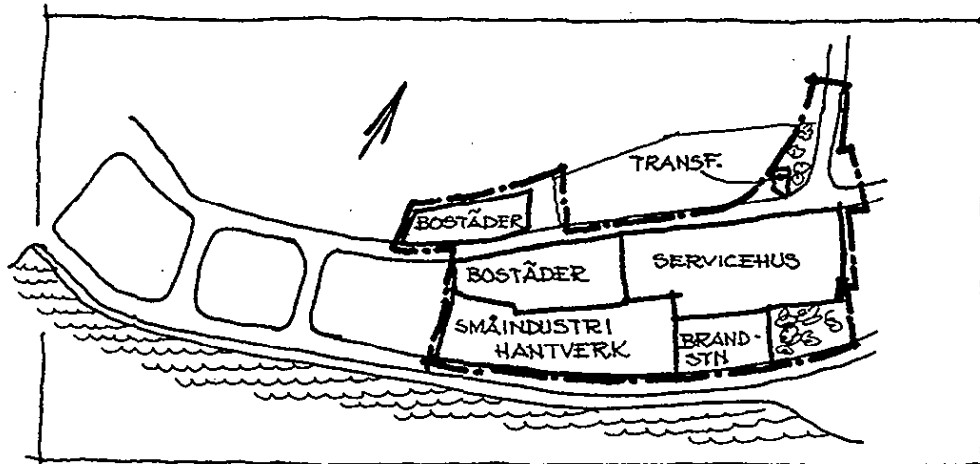 TRANSF.
BOSTÄDER
BOSTÄDER
SERVICEHUS
SMÅINDUSTRI
HANTVERK
BRAND-
STN